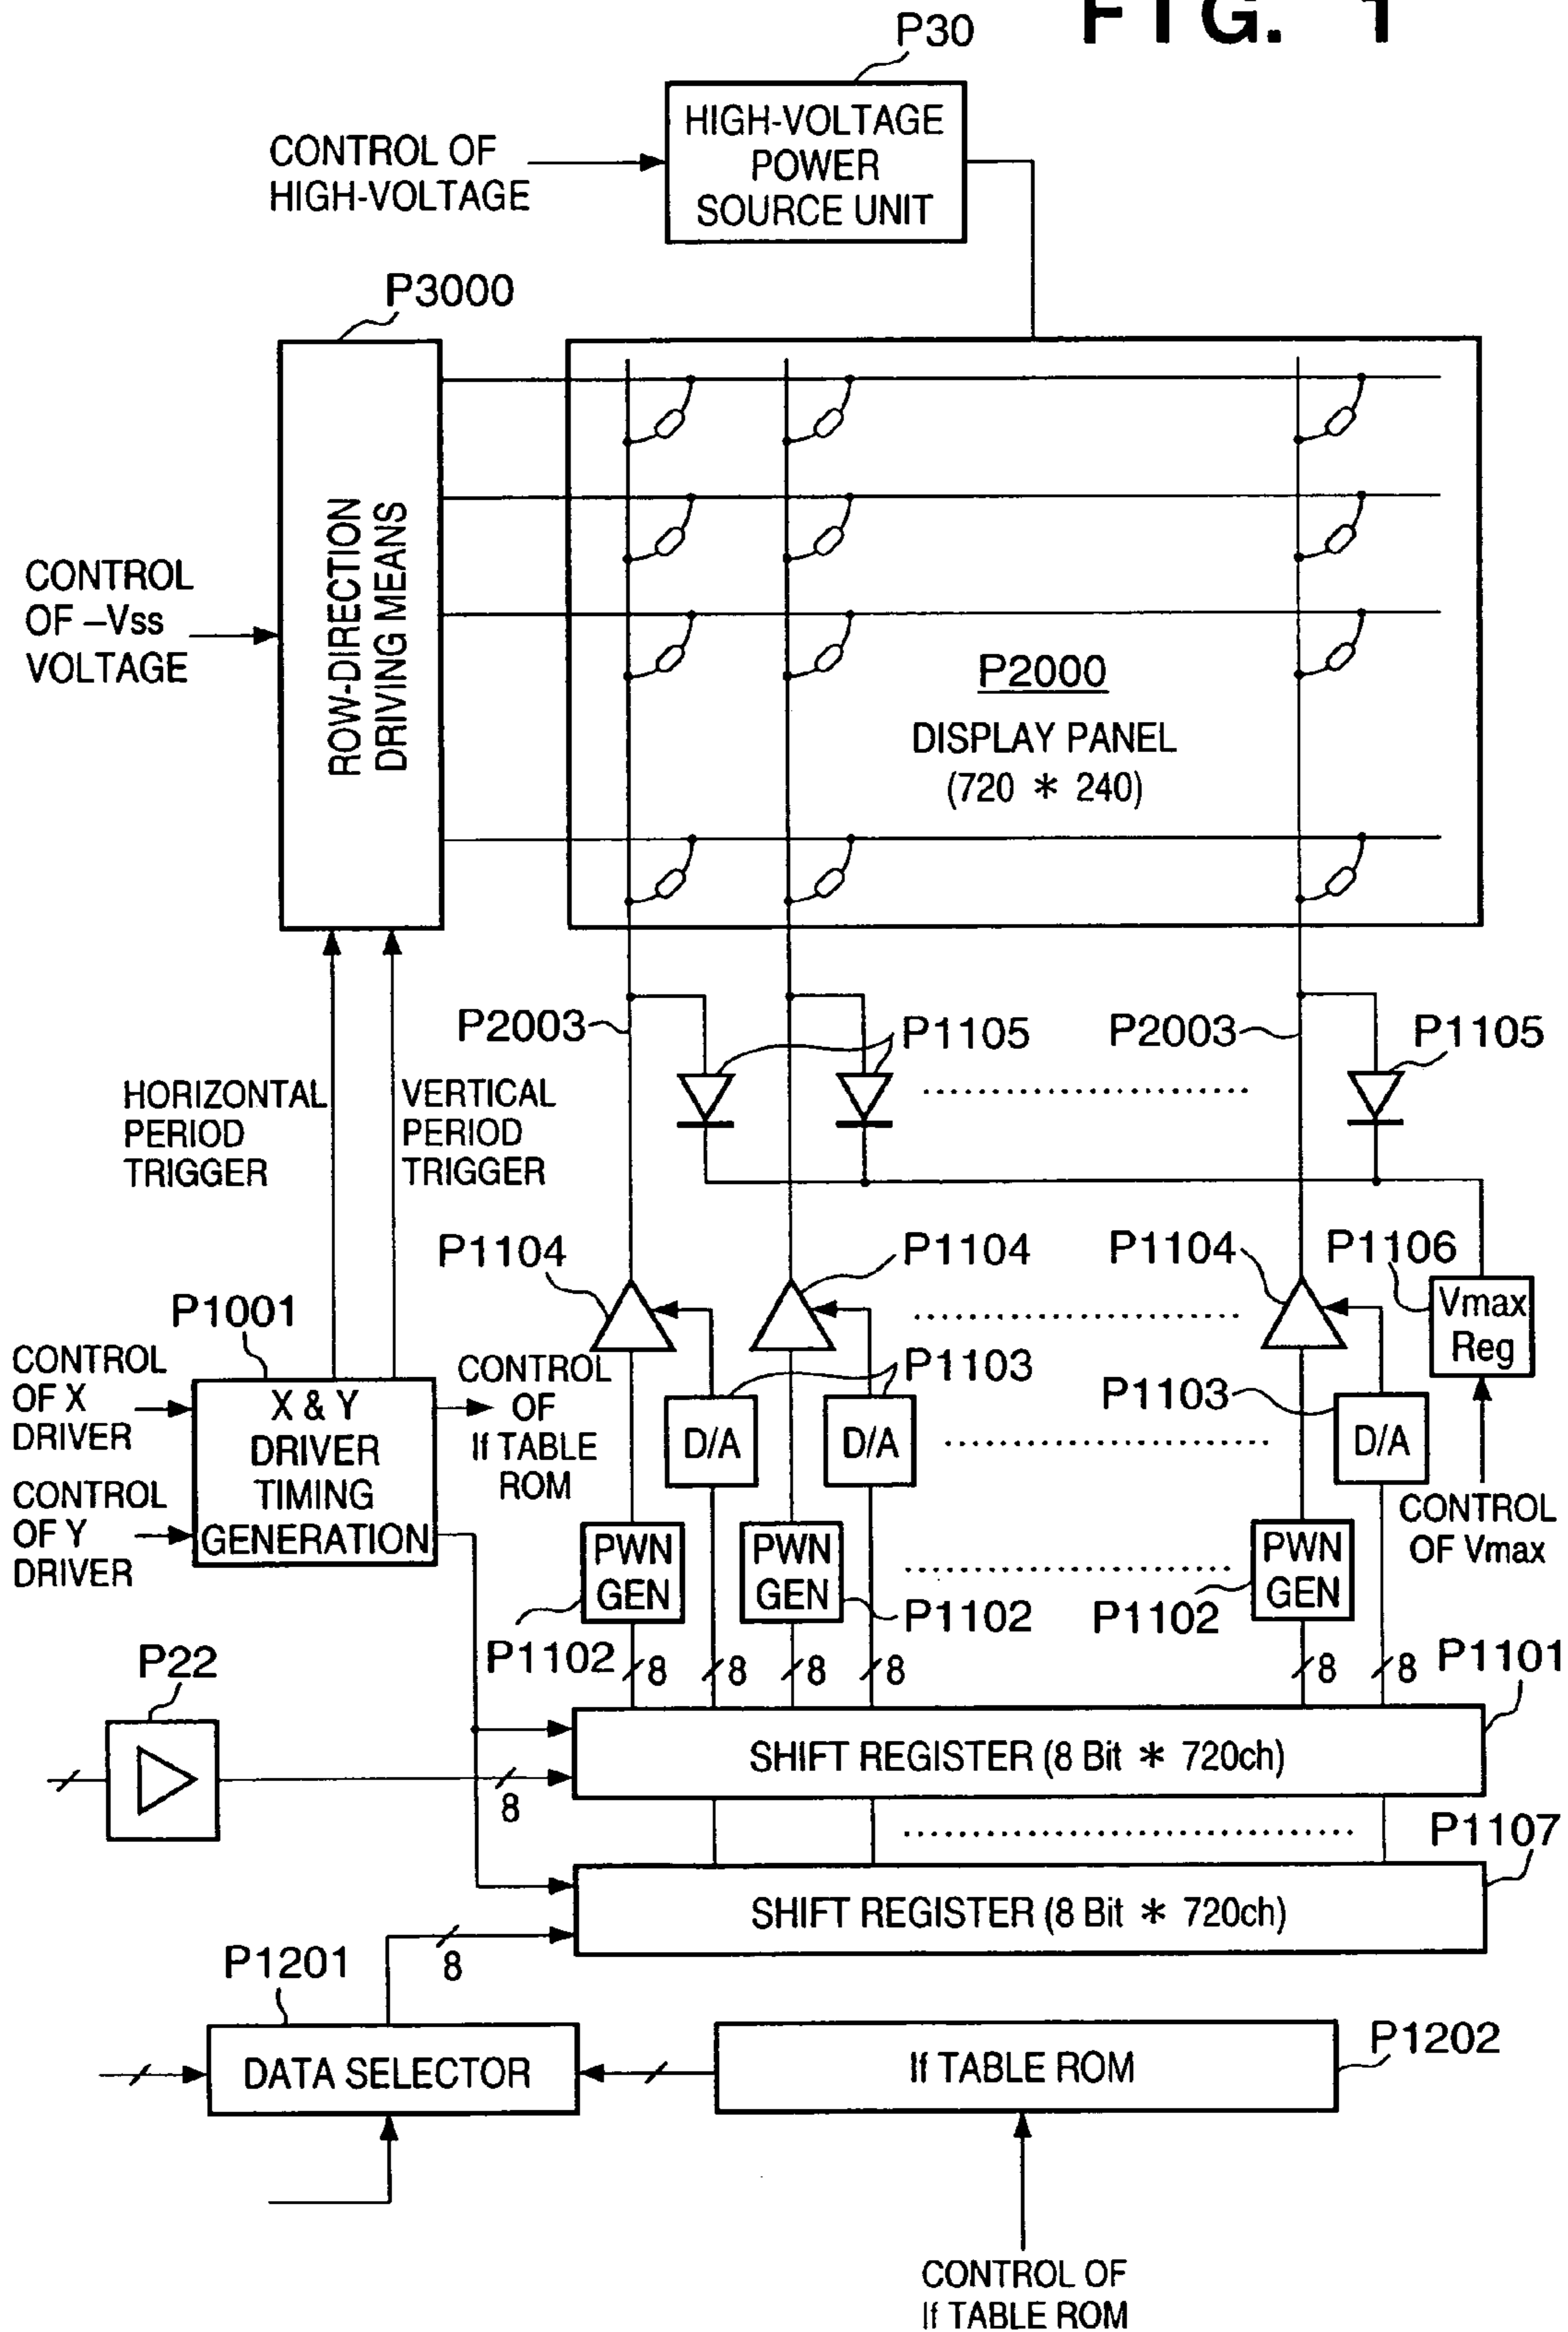 FIG. 1
P30
HIGH-VOLTAGE
POWER
SOURCE UNIT
CONTROL OF
HIGH-VOLTAGE
P3000
ROW-DIRECTION
DRIVING MEANS
CONTROL
OF –Vss
VOLTAGE
P2000
DISPLAY PANEL
(720 * 240)
P2003
P1105
P2003
P1105
HORIZONTAL
PERIOD
TRIGGER
VERTICAL
PERIOD
TRIGGER
P1104
P1104
P1104
P1106
Vmax
Reg
P1001
CONTROL
OF X
DRIVER
X & Y
DRIVER
TIMING
GENERATION
CONTROL
OF
If TABLE
ROM
P1103
P1103
D/A
D/A
D/A
CONTROL
OF Y
DRIVER
CONTROL
OF Vmax
PWN
GEN
PWN
GEN
PWN
GEN
P1102
P1102
P1102
8
8
8
8
8
8
P1101
P22
SHIFT REGISTER (8 Bit * 720ch)
8
P1107
SHIFT REGISTER (8 Bit * 720ch)
8
P1201
DATA SELECTOR
If TABLE ROM
P1202
CONTROL OF
If TABLE ROM